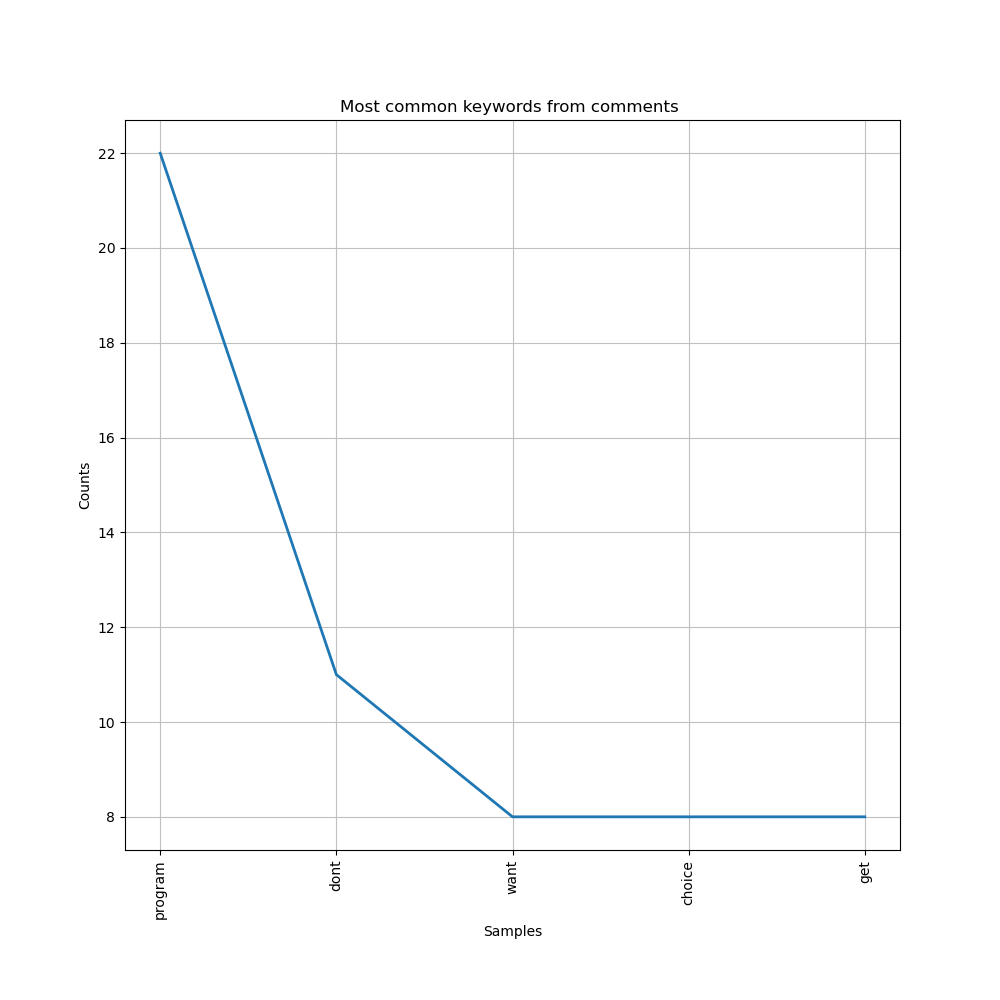 Most common keywords from comments
22
20
18
16
14
12
10
8
Counts
program
dont
want
choice
get
Samples